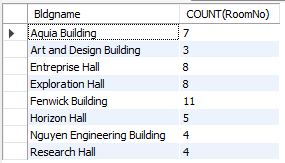 Bldgname COUNT(RoomNo)
Aquia Building 7
Art and Design Building 3
Entreprise Hall 8
Exploration Hall 8
Fenwick Building 11
Horizon Hall 5
Nguyen Engineering Building 4
Research Hall 4